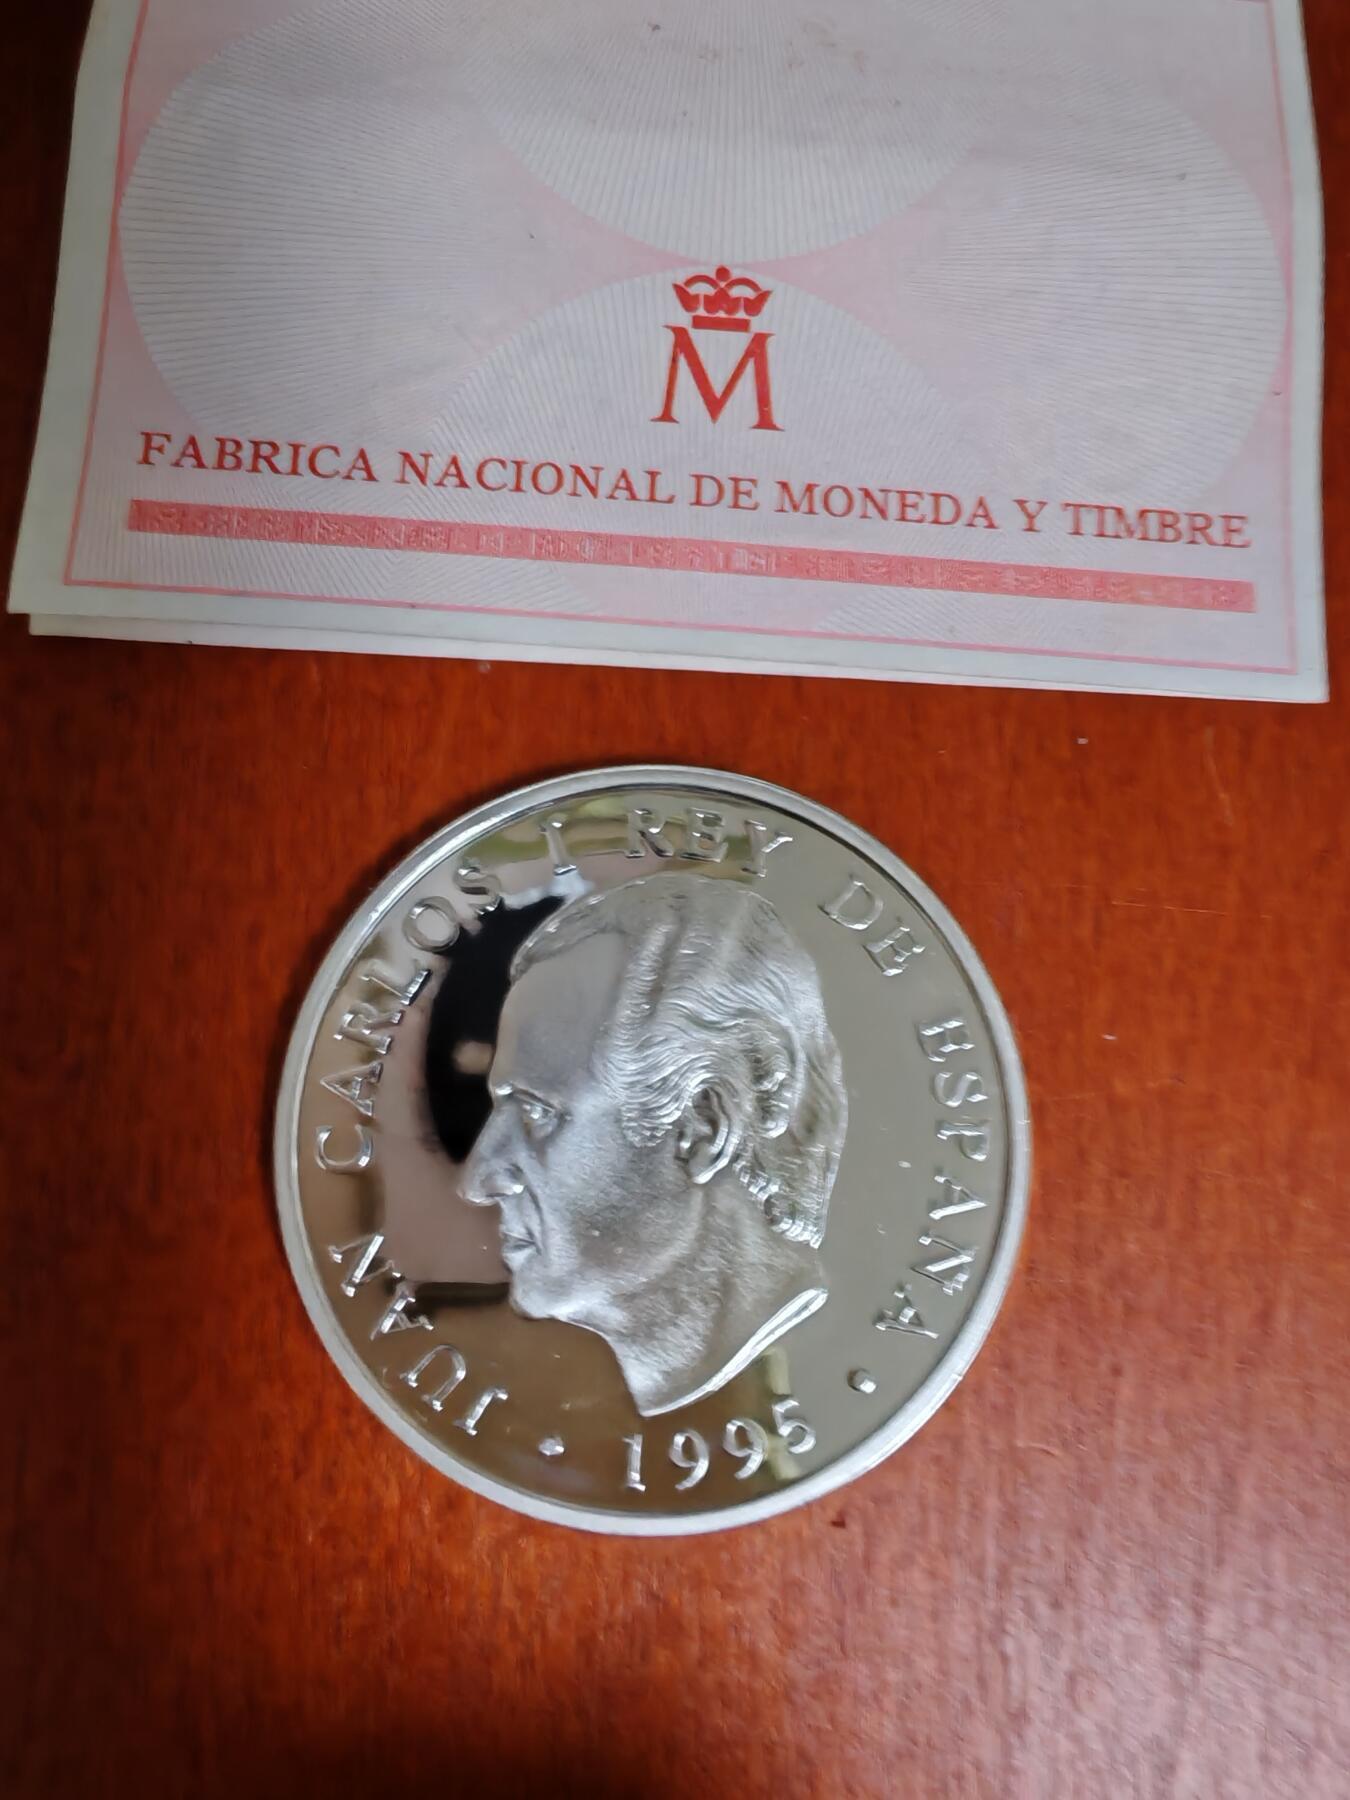 M
FABRICA NACIONAL DE MONEDA Y TIMBRE
JUAN CARLOS I REY DE ESPAÑA • 1995 •